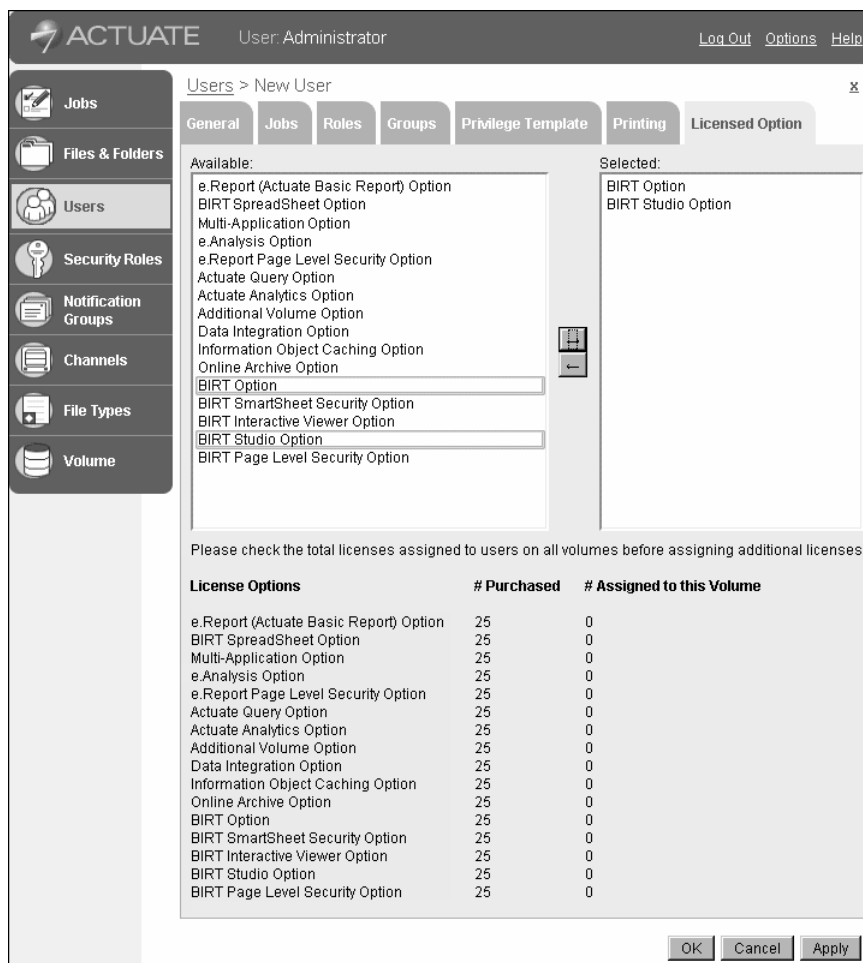 ACTUATE
User: Administrator
Log Out Options Help
Jobs
Files & Folders
Users
Security Roles
Notification
Groups
Channels
File Types
Volume
Users > New User
x
General Jobs Roles Groups Privilege Template Printing Licensed Option
Available:
e.Report (Actuate Basic Report) Option
BIRT SpreadSheet Option
Multi-Application Option
e.Analysis Option
e.Report Page Level Security Option
Actuate Query Option
Actuate Analytics Option
Additional Volume Option
Data Integration Option
Information Object Caching Option
Online Archive Option
BIRT Option
BIRT SmartSheet Security Option
BIRT Interactive Viewer Option
BIRT Studio Option
BIRT Page Level Security Option
Selected:
BIRT Option
BIRT Studio Option
Please check the total licenses assigned to users on all volumes before assigning additional licenses
License Options # Purchased # Assigned to this Volume
e.Report (Actuate Basic Report) Option 25 0
BIRT SpreadSheet Option 25 0
Multi-Application Option 25 0
e.Analysis Option 25 0
e.Report Page Level Security Option 25 0
Actuate Query Option 25 0
Actuate Analytics Option 25 0
Additional Volume Option 25 0
Data Integration Option 25 0
Information Object Caching Option 25 0
Online Archive Option 25 0
BIRT Option 25 0
BIRT SmartSheet Security Option 25 0
BIRT Interactive Viewer Option 25 0
BIRT Studio Option 25 0
BIRT Page Level Security Option 25 0
OK Cancel Apply